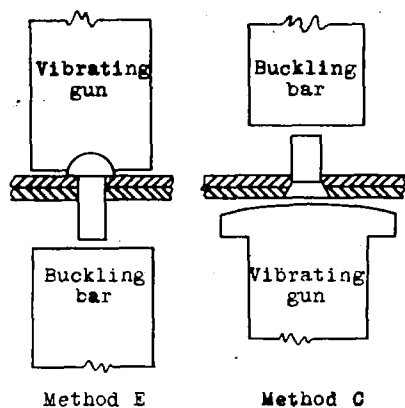 Vibrating
gun
Buckling
bar
Buckling
bar
Vibrating
gun
Method E
Method C